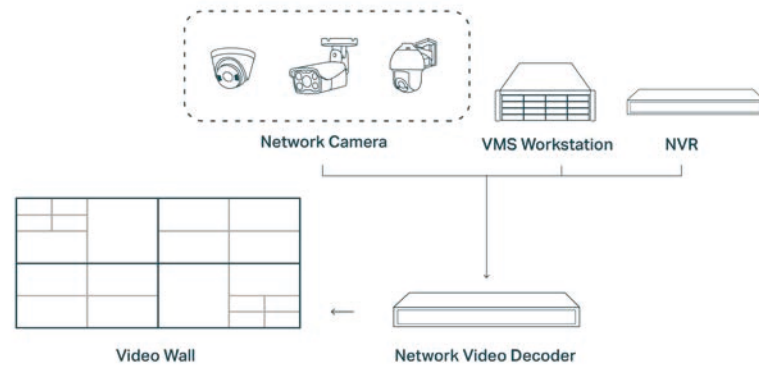 Network Camera
VMS Workstation
NVR
Video Wall
Network Video Decoder